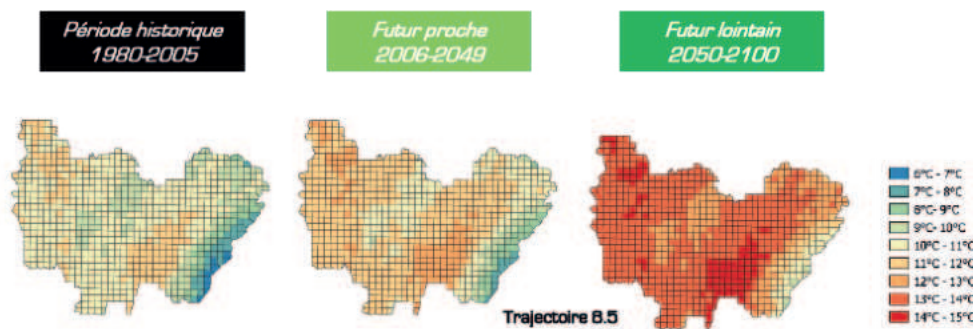 Période historique
1980-2005
Futur proche
2006-2049
Futur lointain
2050-2100
6°C - 7°C
7°C - 8°C
8°C- 9°C
9°C- 10°C
10°C - 11°C
11°C - 12°C
12°C - 13°C
13°C - 14°C
14°C - 15°C
Trajectoire 8.5